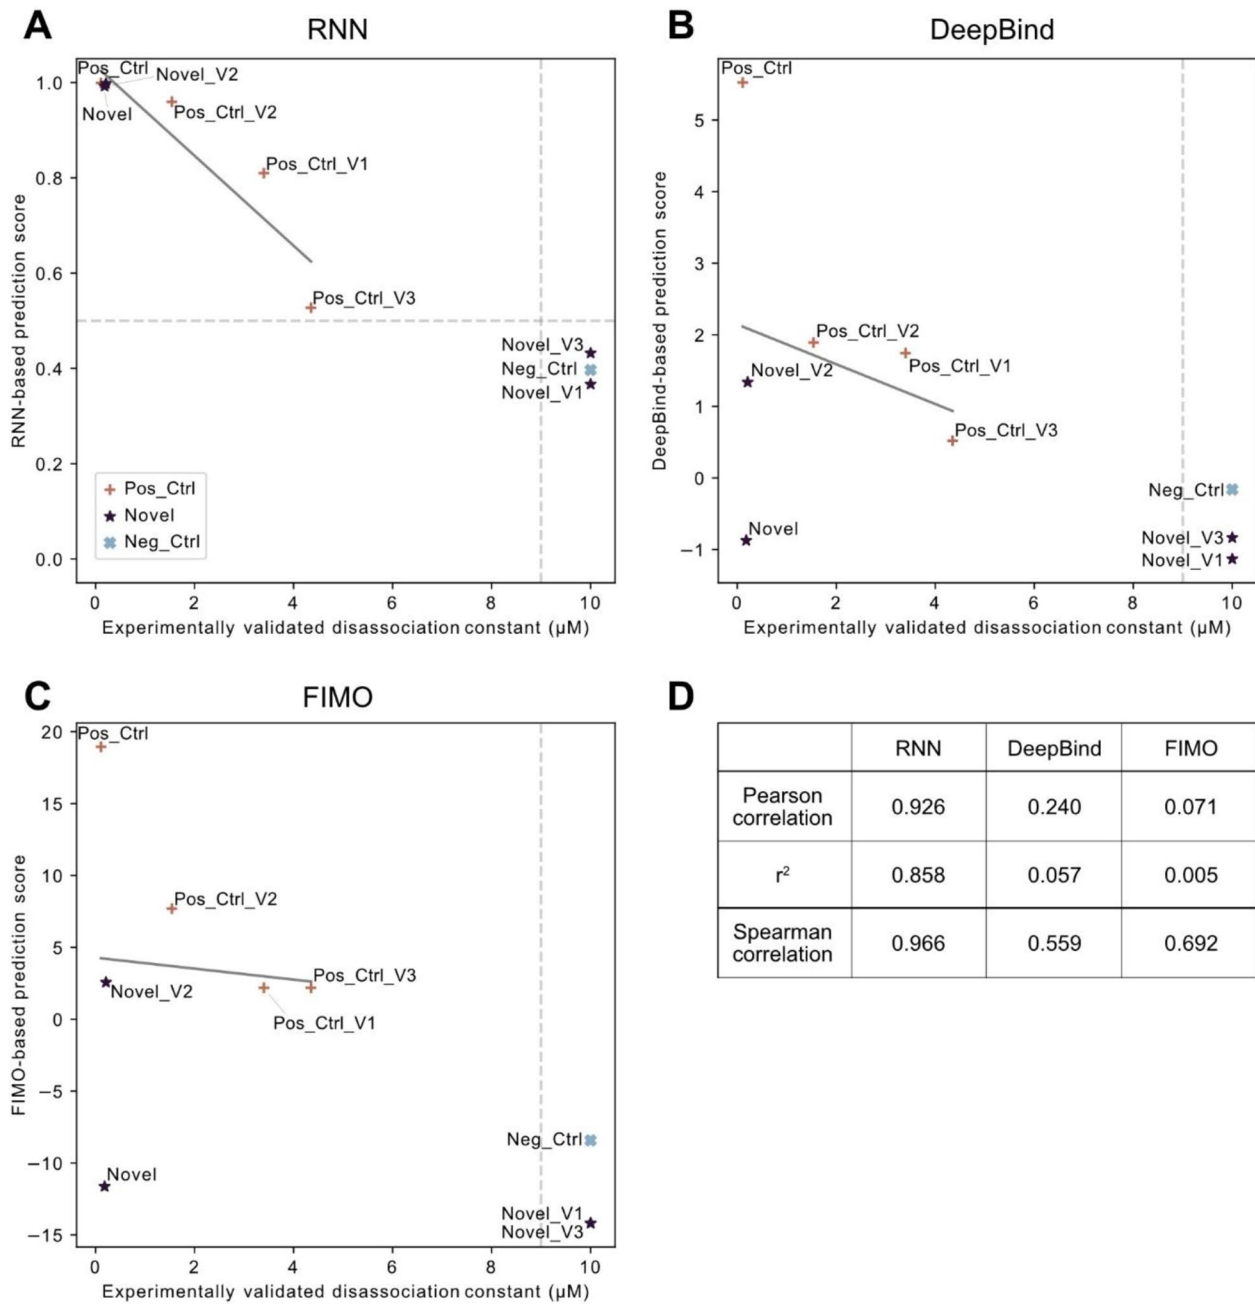 A
RNN
Pos_Ctrl
Novel_V2
Novel
Pos_Ctrl_V2
Pos_Ctrl_V1
Pos_Ctrl_V3
Novel_V3
Neg_Ctrl
Novel_V1
Pos_Ctrl
Novel
Neg_Ctrl
1.0
0.8
0.6
0.4
0.2
0.0
RNN-based prediction score
0 2 4 6 8 10
Experimentally validated disassociation constant (μM)
B
DeepBind
Pos_Ctrl
Pos_Ctrl_V2
Novel_V2
Pos_Ctrl_V1
Pos_Ctrl_V3
Neg_Ctrl
Novel
Novel_V3
Novel_V1
5
4
3
2
1
0
−1
DeepBind-based prediction score
0 2 4 6 8 10
Experimentally validated disassociation constant (μM)
C
FIMO
Pos_Ctrl
Pos_Ctrl_V2
Novel_V2
Pos_Ctrl_V3
Pos_Ctrl_V1
Neg_Ctrl
Novel
Novel_V1
Novel_V3
20
15
10
5
0
−5
−10
−15
FIMO-based prediction score
0 2 4 6 8 10
Experimentally validated disassociation constant (μM)
D
RNN DeepBind FIMO
Pearson
correlation 0.926 0.240 0.071
r² 0.858 0.057 0.005
Spearman
correlation 0.966 0.559 0.692